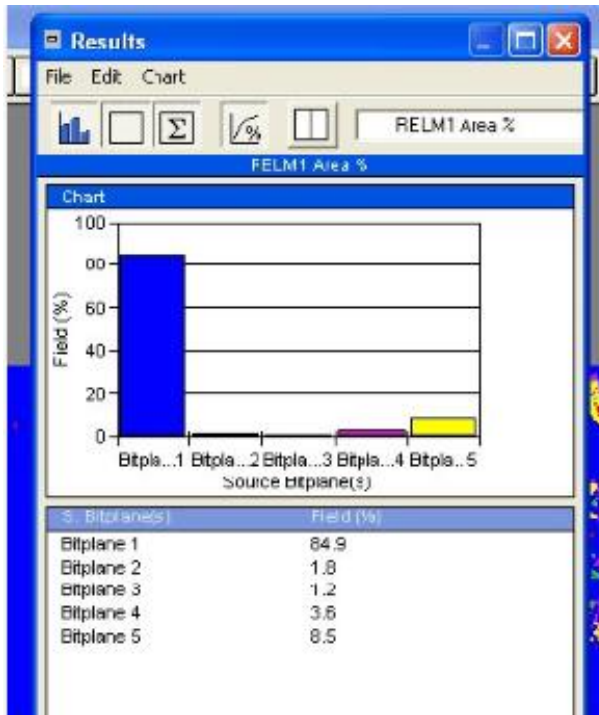 Results
File Edit Chart
Σ % RELM1 Area %
RELM1 Area %
Chart
100
80
60
40
20
0
Field (%)
Bitpla...1 Bitpla...2 Bitpla...3 Bitpla...4 Bitpla...5
Source Bitplane(s)
S. Bitplane(s) Field (%)
Bitplane 1 84.9
Bitplane 2 1.8
Bitplane 3 1.2
Bitplane 4 3.6
Bitplane 5 8.5